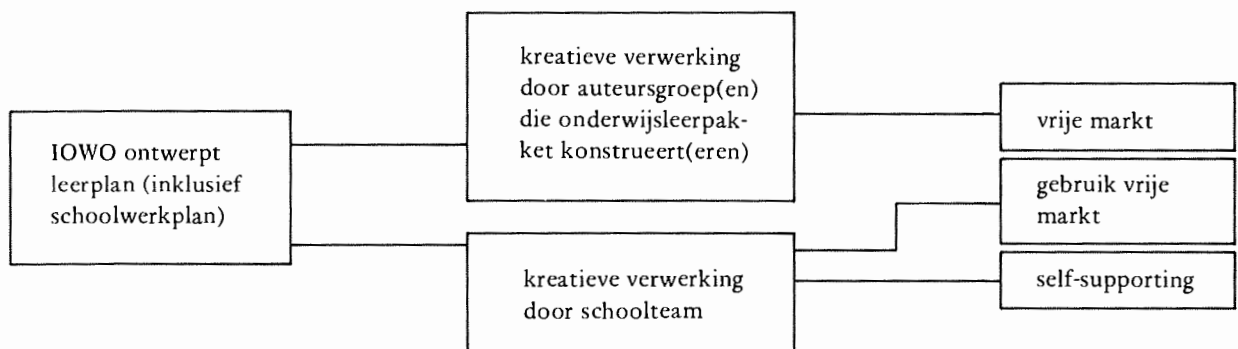 IOWO ontwerpt
leerplan (inklusief
schoolwerkplan)
kreatieve verwerking
door auteursgroep(en)
die onderwijsleerpak-
ket konstrueert(eren)
kreatieve verwerking
door schoolteam
vrije markt
gebruik vrije
markt
self-supporting